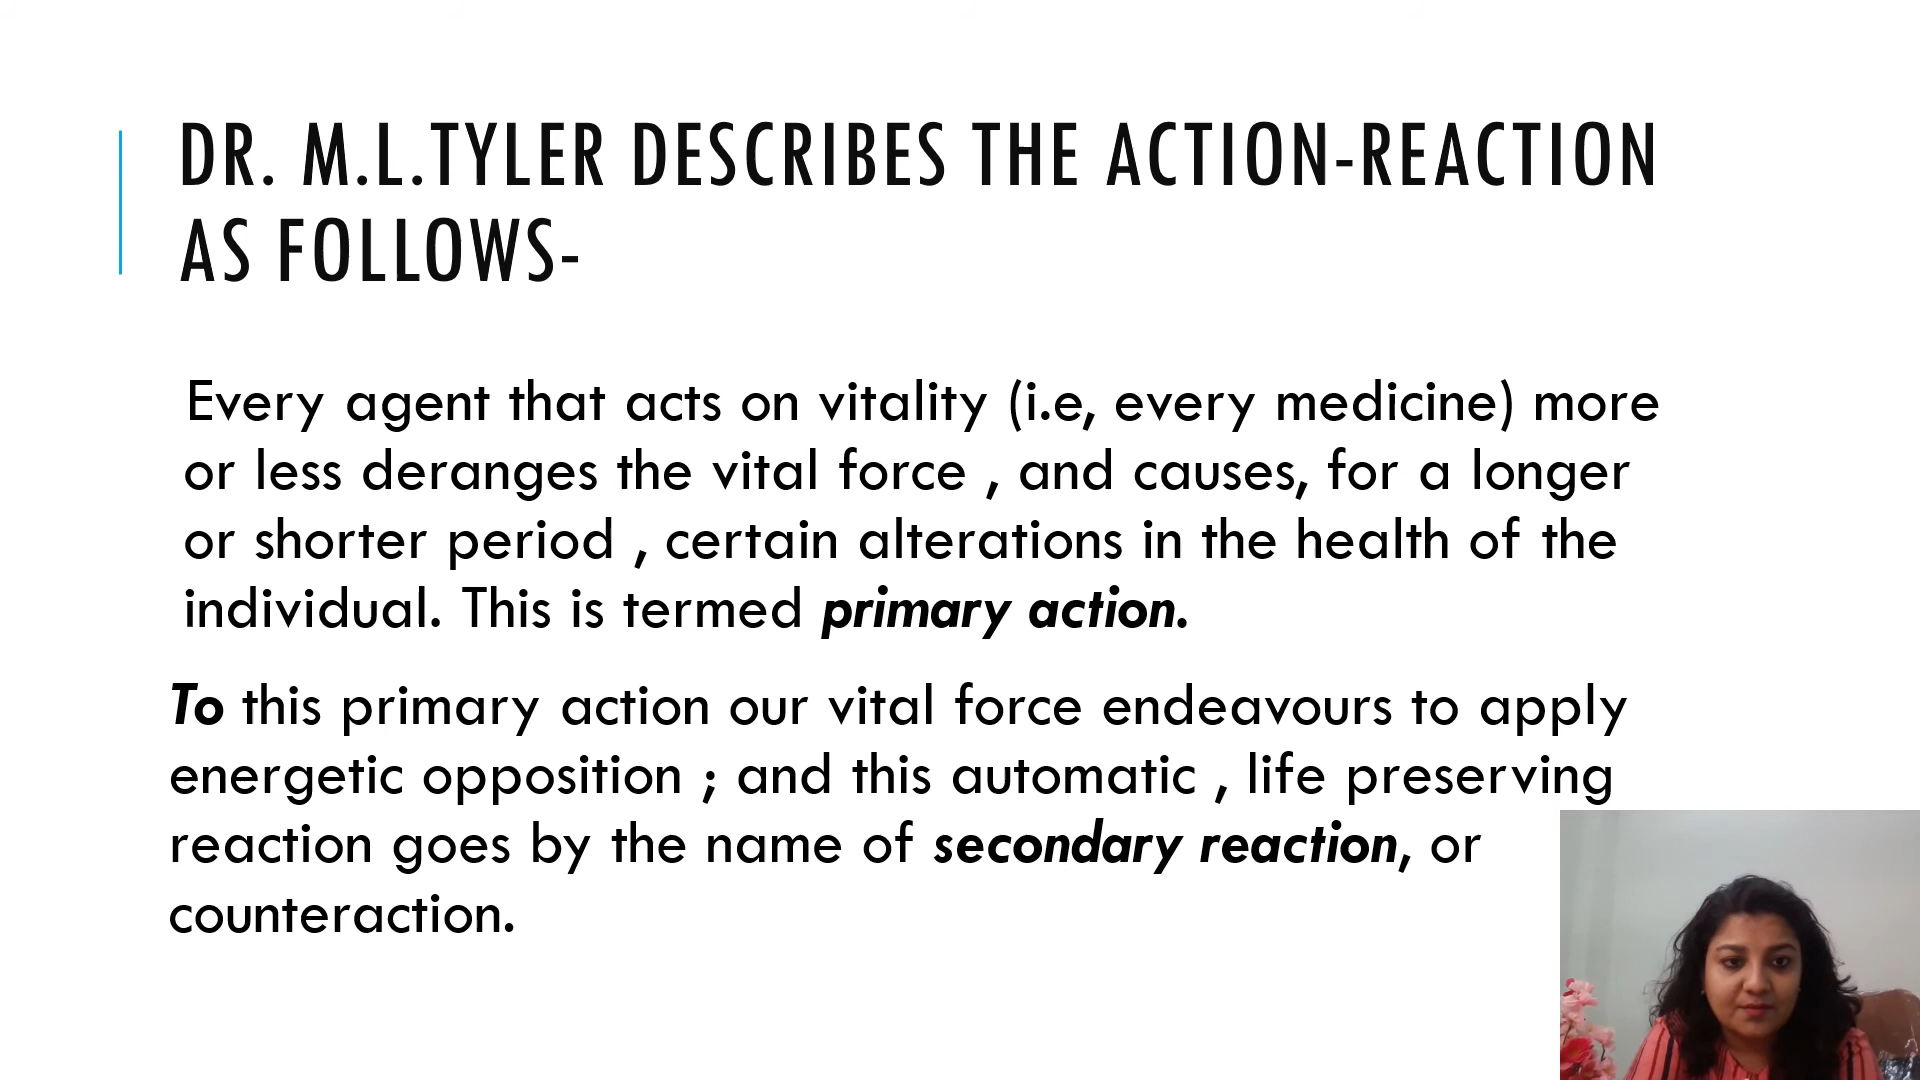 DR. M.L.TYLER DESCRIBES THE ACTION-REACTION
AS FOLLOWS-
Every agent that acts on vitality (i.e, every medicine) more
or less deranges the vital force , and causes, for a longer
or shorter period , certain alterations in the health of the
individual. This is termed primary action.
To this primary action our vital force endeavours to apply
energetic opposition ; and this automatic , life preserving
reaction goes by the name of secondary reaction, or
counteraction.